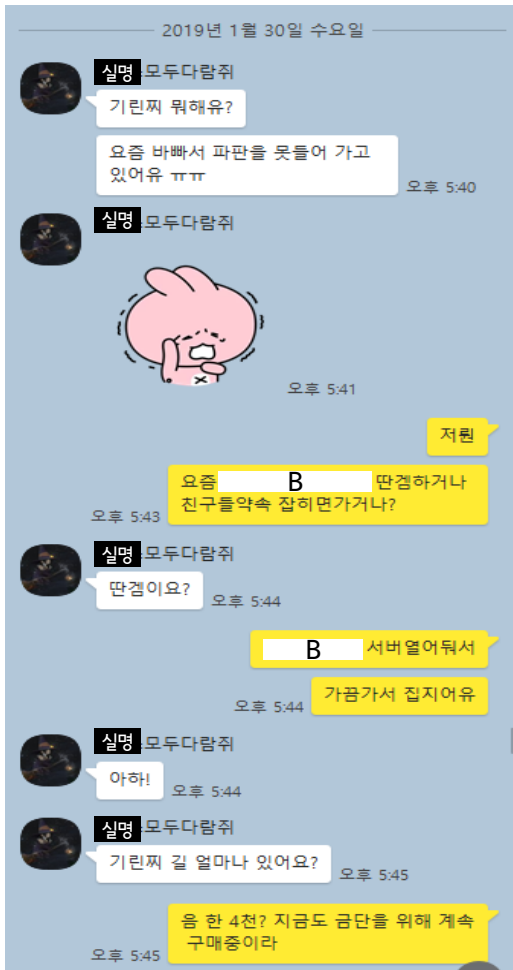 2019년 1월 30일 수요일
실명 모두다람쥐
기린찌 뭐해유?
요즘 바빠서 파판을 못들어 가고
있어유 ㅠㅠ
오후 5:40
실명 모두다람쥐
오후 5:41
저륀
요즘 B 딴겜하거나
친구들약속 잡히면가거나?
오후 5:43
실명 모두다람쥐
딴겜이요?
오후 5:44
B 서버열어둬서
가끔가서 집지어유
오후 5:44
실명 모두다람쥐
아하!
오후 5:44
실명 모두다람쥐
기린찌 길 얼마나 있어요?
오후 5:45
음 한 4천? 지금도 금단을 위해 계속
구매중이라
오후 5:45